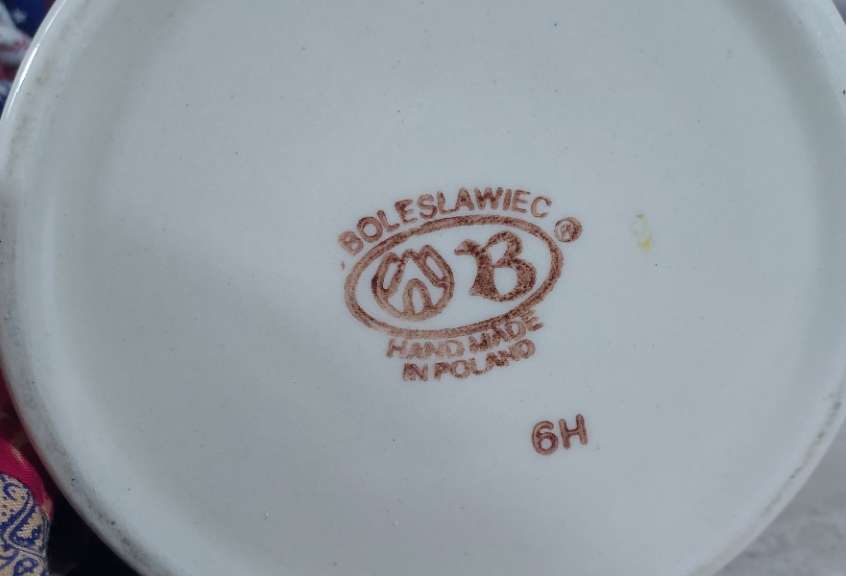 BOLESLAWIEC ®
B
HAND MADE
IN POLAND
6H